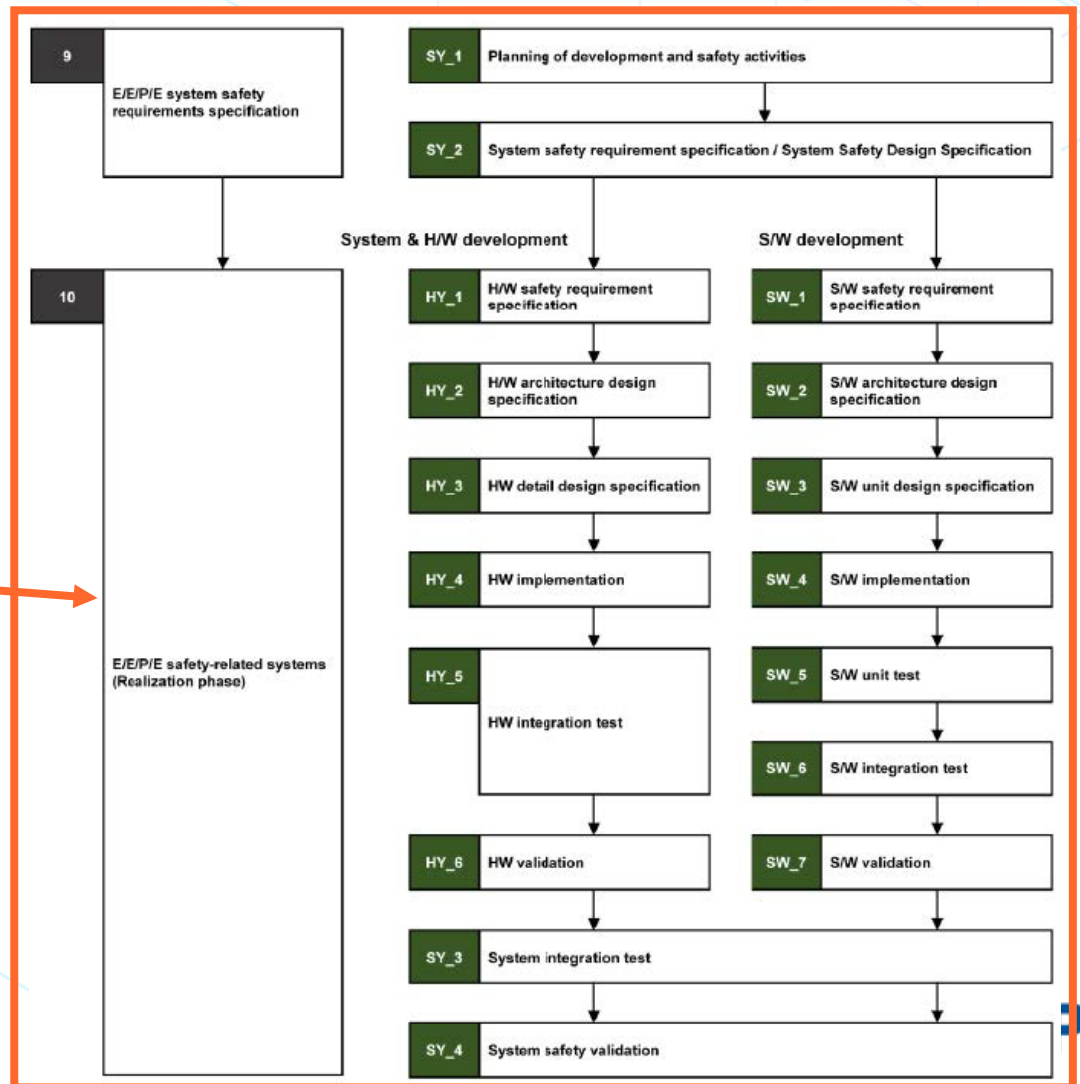 9
E/E/P/E system safety
requirements specification
SY_1
Planning of development and safety activities
SY_2
System safety requirement specification / System Safety Design Specification
System & H/W development
S/W development
10
E/E/P/E safety-related systems
(Realization phase)
HY_1
H/W safety requirement
specification
SW_1
S/W safety requirement
specification
HY_2
H/W architecture design
specification
SW_2
S/W architecture design
specification
HY_3
HW detail design specification
SW_3
S/W unit design specification
HY_4
HW implementation
SW_4
S/W implementation
HY_5
HW integration test
SW_5
S/W unit test
SW_6
S/W integration test
HY_6
HW validation
SW_7
S/W validation
SY_3
System integration test
SY_4
System safety validation